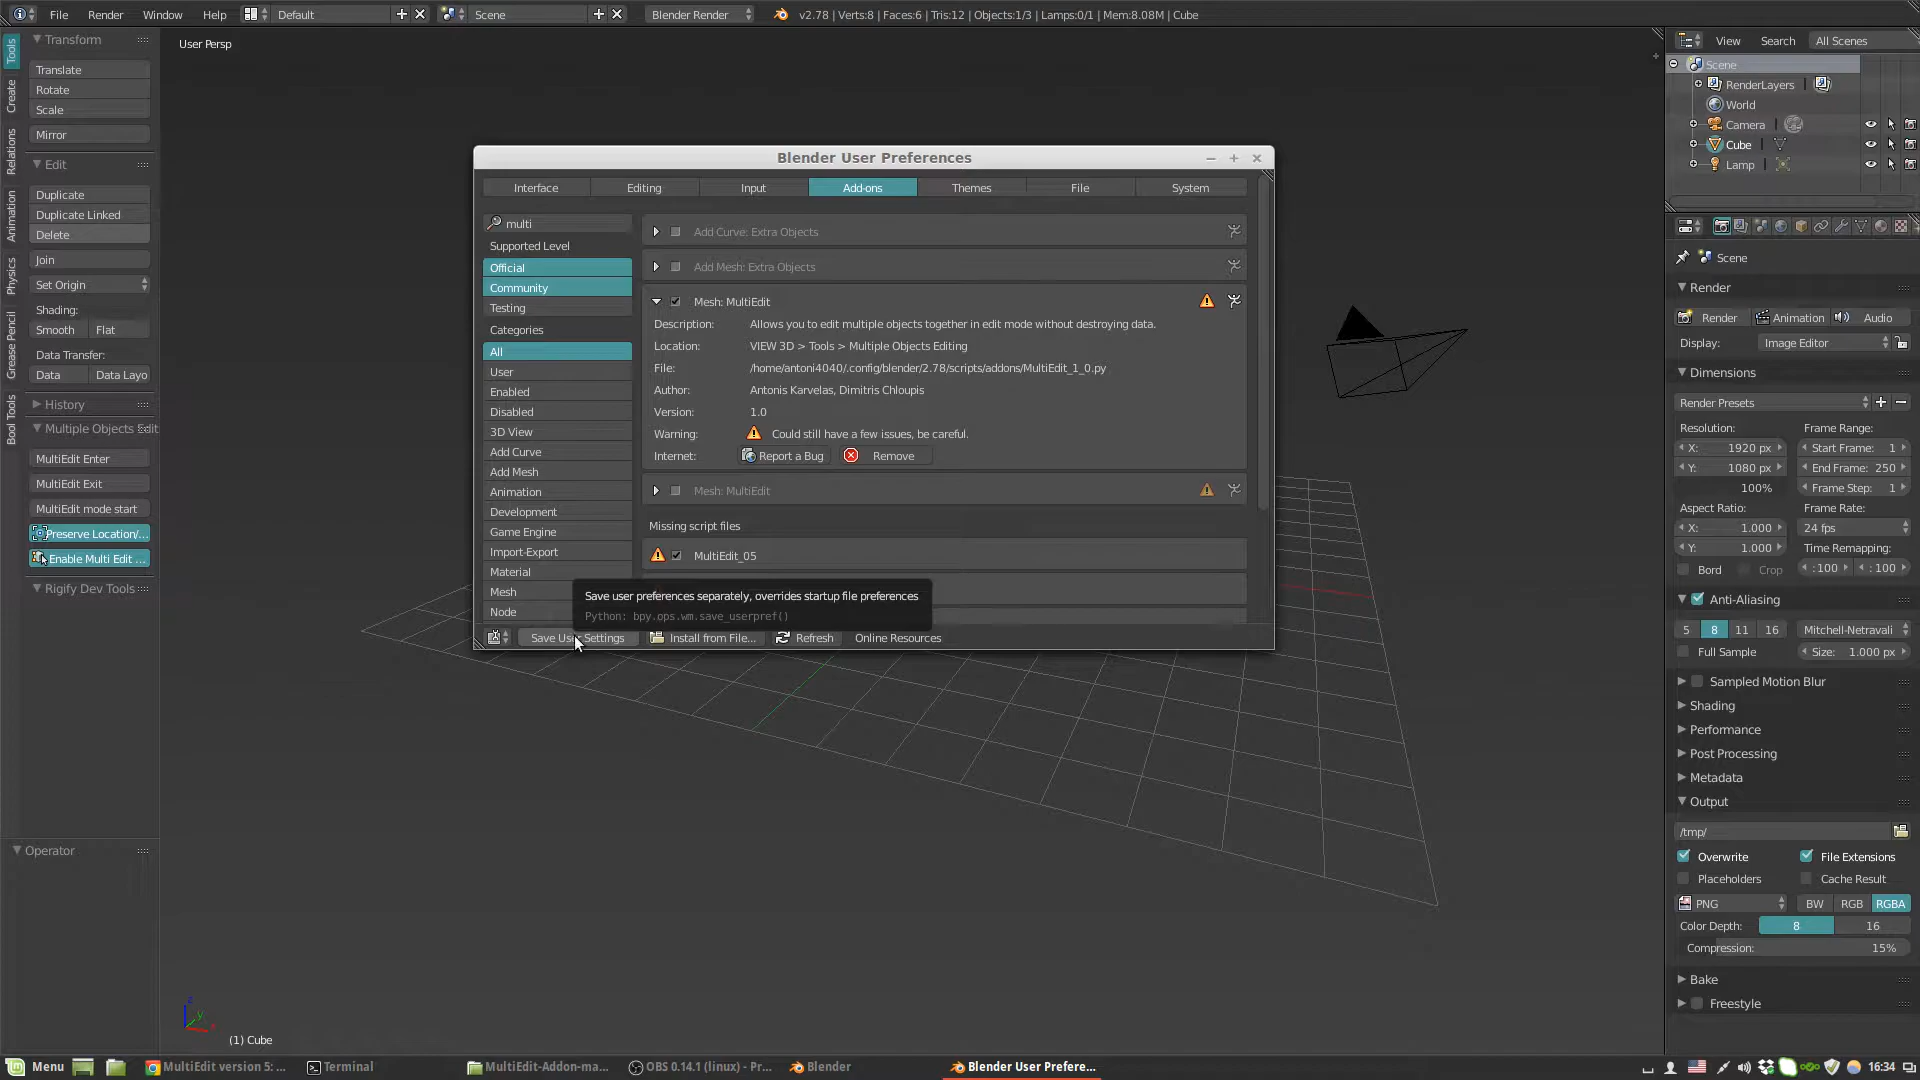 File Render Window Help Default Scene Blender Render v2.78 | Verts:8 | Faces:6 | Tris:12 | Objects:1/3 | Lamps:0/1 | Mem:8.08M | Cube
Tools
Create
Relations
Animation
Physics
Grease Pencil
Bool Tools
Transform
Translate
Rotate
Scale
Mirror
Edit
Duplicate
Duplicate Linked
Delete
Join
Set Origin
Shading:
Smooth Flat
Data Transfer:
Data Data Layo
History
Multiple Objects Edit
MultiEdit Enter
MultiEdit Exit
MultiEdit mode start
Preserve Location/...
Enable Multi Edit ...
Rigify Dev Tools
Operator
User Persp
(1) Cube
Blender User Preferences
Interface Editing Input Add-ons Themes File System
multi
Supported Level
Official
Community
Testing
Categories
All
User
Enabled
Disabled
3D View
Add Curve
Add Mesh
Animation
Development
Game Engine
Import-Export
Material
Mesh
Node
Add Curve: Extra Objects
Add Mesh: Extra Objects
Mesh: MultiEdit
Description: Allows you to edit multiple objects together in edit mode without destroying data.
Location: VIEW 3D > Tools > Multiple Objects Editing
File: /home/antoni4040/.config/blender/2.78/scripts/addons/MultiEdit_1_0.py
Author: Antonis Karvelas, Dimitris Chloupis
Version: 1.0
Warning: Could still have a few issues, be careful.
Internet: Report a Bug Remove
Mesh: MultiEdit
Missing script files
MultiEdit_05
Save user preferences separately, overrides startup file preferences
Python: bpy.ops.wm.save_userpref()
Save User Settings Install from File... Refresh Online Resources
View Search All Scenes
Scene
RenderLayers
World
Camera
Cube
Lamp
Scene
Render
Render Animation Audio
Display: Image Editor
Dimensions
Render Presets
Resolution: Frame Range:
X: 1920 px Start Frame: 1
Y: 1080 px End Frame: 250
100% Frame Step: 1
Aspect Ratio: Frame Rate:
X: 1.000 24 fps
Y: 1.000 Time Remapping:
Bord Crop :100 :100
Anti-Aliasing
5 8 11 16 Mitchell-Netravali
Full Sample Size: 1.000 px
Sampled Motion Blur
Shading
Performance
Post Processing
Metadata
Output
/tmp/
Overwrite File Extensions
Placeholders Cache Result
PNG BW RGB RGBA
Color Depth: 8 16
Compression: 15%
Bake
Freestyle
Menu MultiEdit version 5: ... Terminal MultiEdit-Addon-ma... OBS 0.14.1 (linux) - Pr... Blender Blender User Prefere... 16:34